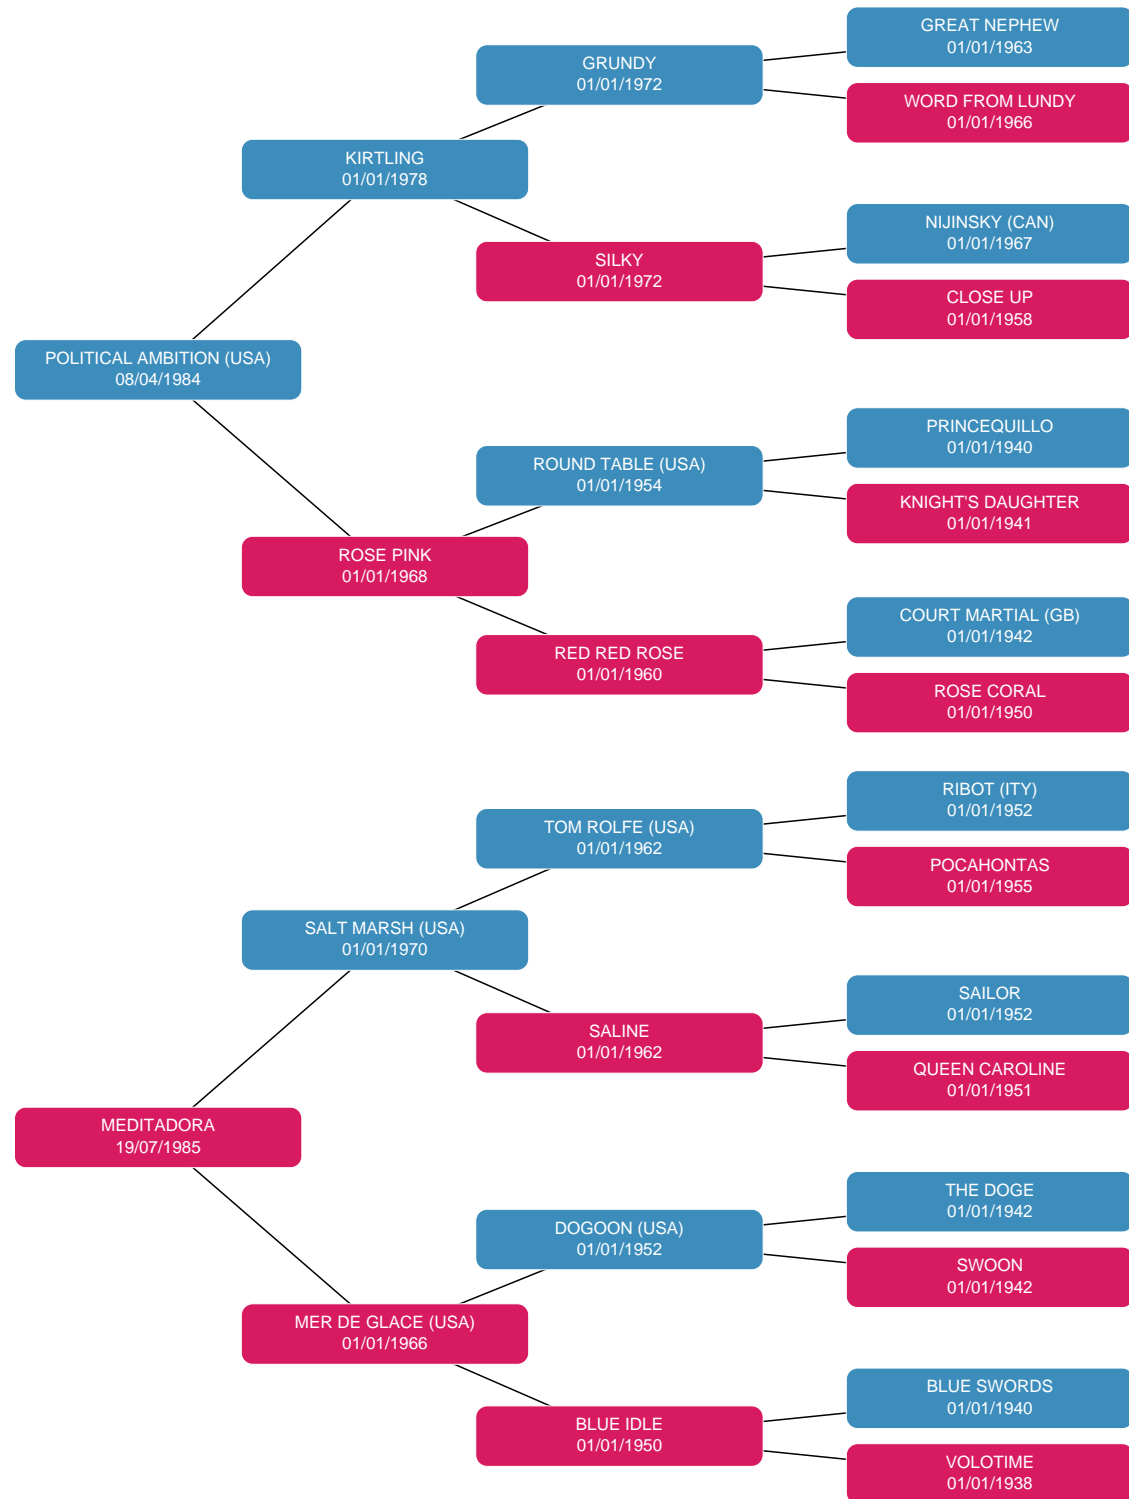 GREAT NEPHEW
01/01/1963
GRUNDY
01/01/1972
WORD FROM LUNDY
01/01/1966
KIRTLING
01/01/1978
NIJINSKY (CAN)
01/01/1967
SILKY
01/01/1972
CLOSE UP
01/01/1958
POLITICAL AMBITION (USA)
08/04/1984
PRINCEQUILLO
01/01/1940
ROUND TABLE (USA)
01/01/1954
KNIGHT'S DAUGHTER
01/01/1941
ROSE PINK
01/01/1968
COURT MARTIAL (GB)
01/01/1942
RED RED ROSE
01/01/1960
ROSE CORAL
01/01/1950
RIBOT (ITY)
01/01/1952
TOM ROLFE (USA)
01/01/1962
POCAHONTAS
01/01/1955
SALT MARSH (USA)
01/01/1970
SAILOR
01/01/1952
SALINE
01/01/1962
QUEEN CAROLINE
01/01/1951
MEDITADORA
19/07/1985
THE DOGE
01/01/1942
DOGOON (USA)
01/01/1952
SWOON
01/01/1942
MER DE GLACE (USA)
01/01/1966
BLUE SWORDS
01/01/1940
BLUE IDLE
01/01/1950
VOLOTIME
01/01/1938